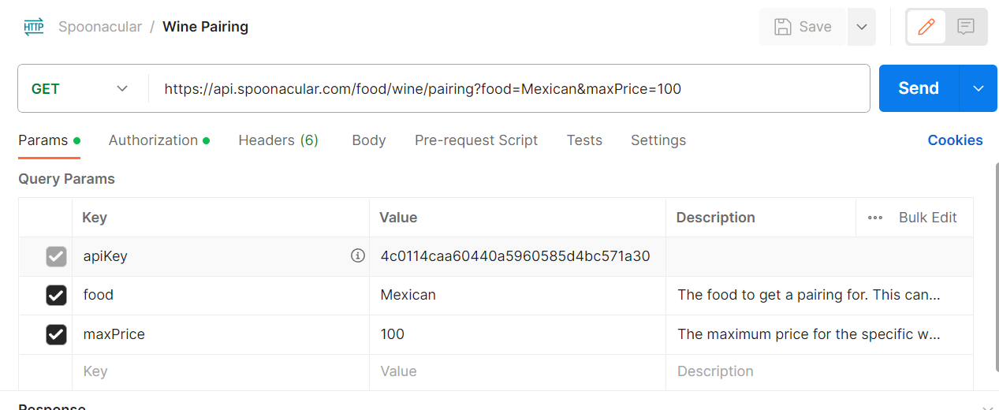 HTTP Spoonacular / Wine Pairing Save
GET https://api.spoonacular.com/food/wine/pairing?food=Mexican&maxPrice=100 Send
Params Authorization Headers (6) Body Pre-request Script Tests Settings Cookies
Query Params
Key Value Description Bulk Edit
apiKey 4c0114caa60440a5960585d4bc571a30
food Mexican The food to get a pairing for. This can...
maxPrice 100 The maximum price for the specific w...
Key Value Description
Response